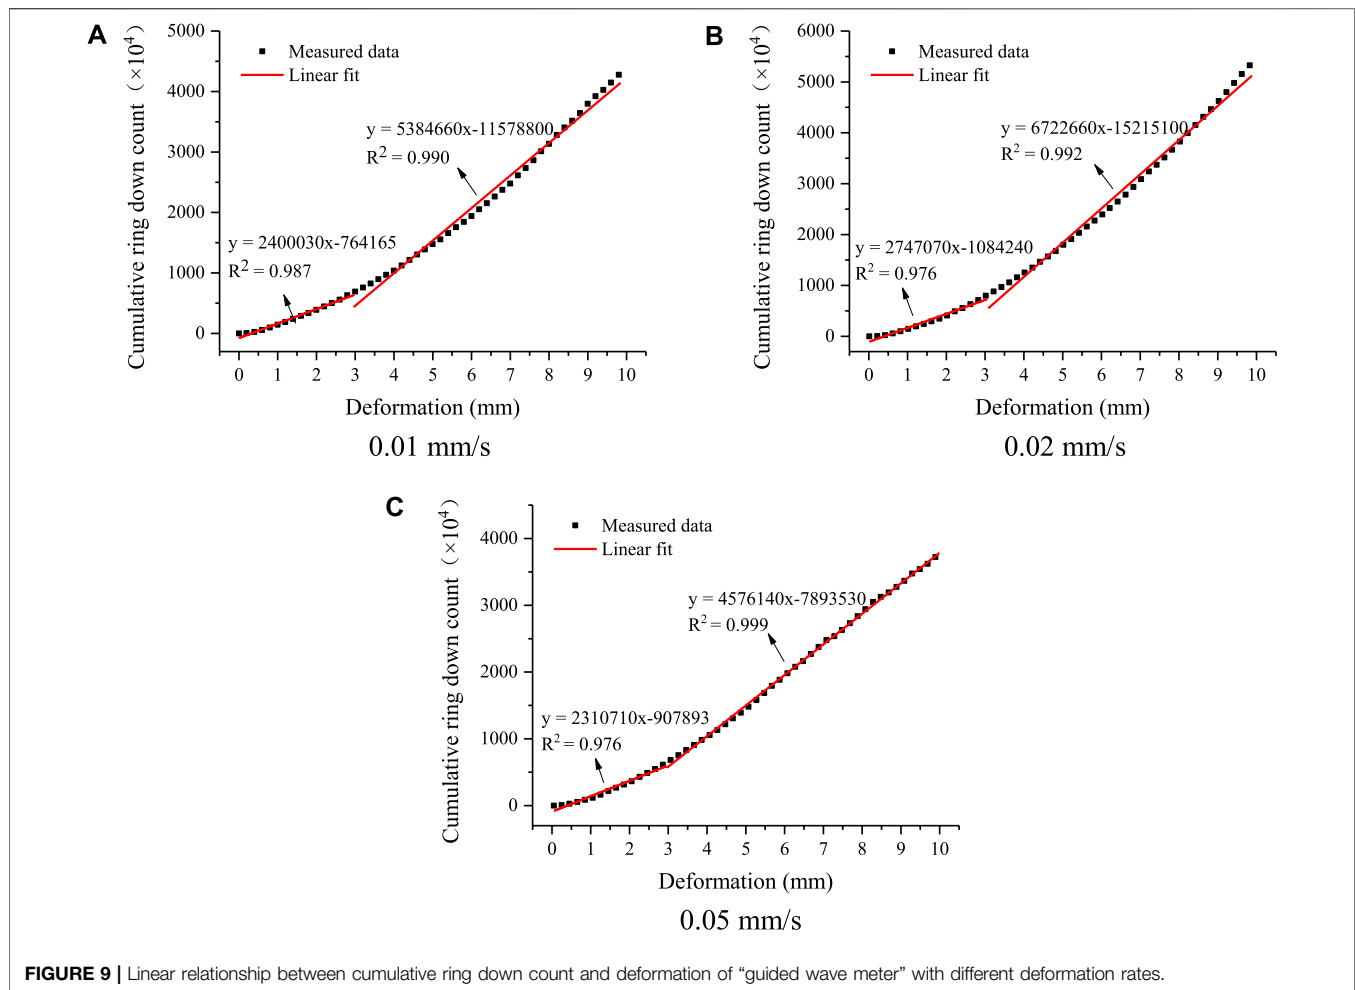 A
Cumulative ring down count（×10⁴）
5000
4000
3000
2000
1000
0
Measured data
Linear fit
y = 5384660x-11578800
R² = 0.990
y = 2400030x-764165
R² = 0.987
0 1 2 3 4 5 6 7 8 9 10
Deformation (mm)
0.01 mm/s
B
Cumulative ring down count（×10⁴）
6000
5000
4000
3000
2000
1000
0
Measured data
Linear fit
y = 6722660x-15215100
R² = 0.992
y = 2747070x-1084240
R² = 0.976
0 1 2 3 4 5 6 7 8 9 10
Deformation (mm)
0.02 mm/s
C
Cumulative ring down count（×10⁴）
4000
3000
2000
1000
0
Measured data
Linear fit
y = 4576140x-7893530
R² = 0.999
y = 2310710x-907893
R² = 0.976
0 1 2 3 4 5 6 7 8 9 10
Deformation (mm)
0.05 mm/s
FIGURE 9 | Linear relationship between cumulative ring down count and deformation of “guided wave meter” with different deformation rates.